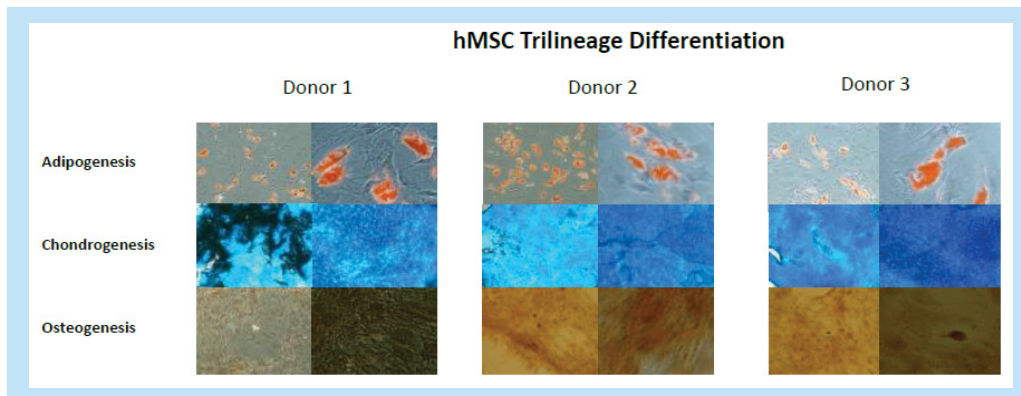 hMSC Trilineage Differentiation
Donor 1
Donor 2
Donor 3
Adipogenesis
Chondrogenesis
Osteogenesis